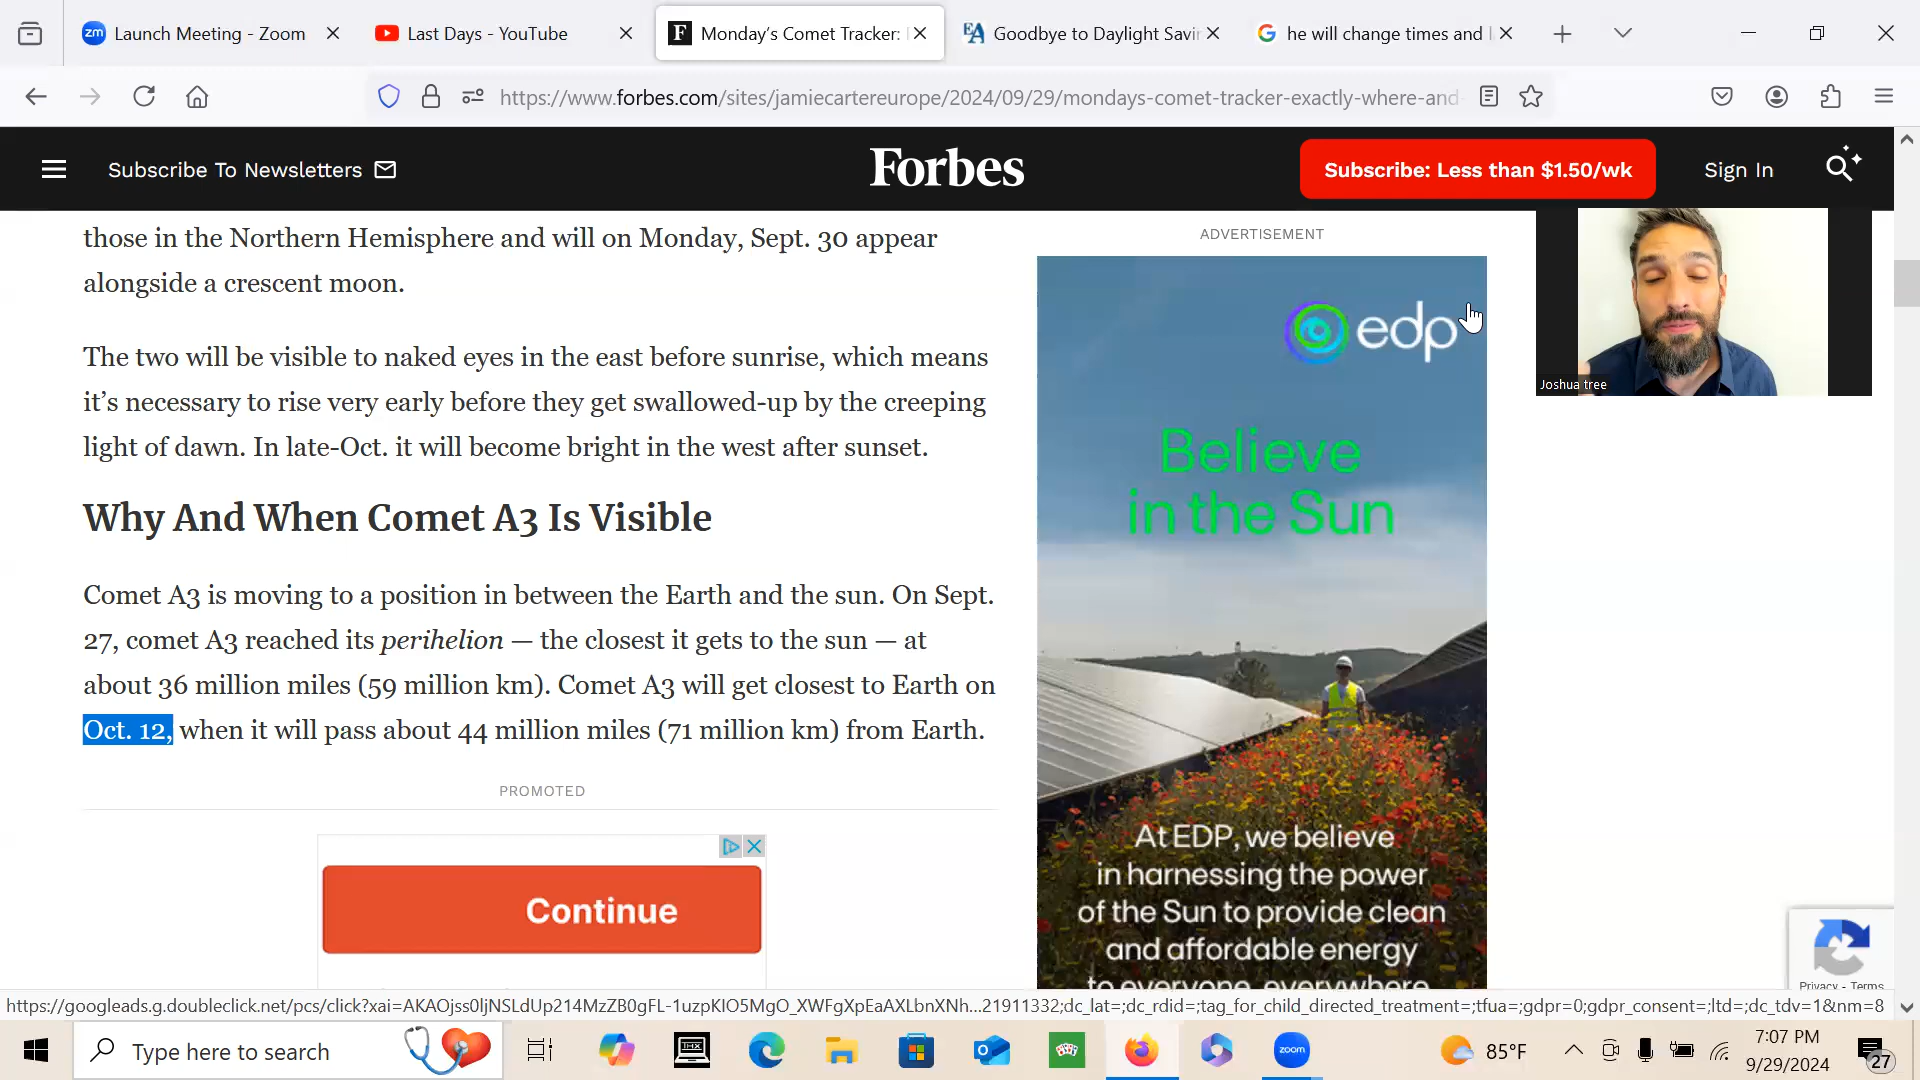 zm Launch Meeting - Zoom
Last Days - YouTube
F Monday's Comet Tracker:
EA Goodbye to Daylight Savi
G he will change times and l
https://www.forbes.com/sites/jamiecartereurope/2024/09/29/mondays-comet-tracker-exactly-where-and-
Subscribe To Newsletters
Forbes
Subscribe: Less than $1.50/wk
Sign In
those in the Northern Hemisphere and will on Monday, Sept. 30 appear
alongside a crescent moon.
The two will be visible to naked eyes in the east before sunrise, which means
it's necessary to rise very early before they get swallowed-up by the creeping
light of dawn. In late-Oct. it will become bright in the west after sunset.
Why And When Comet A3 Is Visible
Comet A3 is moving to a position in between the Earth and the sun. On Sept.
27, comet A3 reached its perihelion — the closest it gets to the sun — at
about 36 million miles (59 million km). Comet A3 will get closest to Earth on
Oct. 12, when it will pass about 44 million miles (71 million km) from Earth.
PROMOTED
Continue
ADVERTISEMENT
edp
Believe
in the Sun
At EDP, we believe
in harnessing the power
of the Sun to provide clean
and affordable energy
to everyone, everywhere
Joshua tree
Privacy - Terms
https://googleads.g.doubleclick.net/pcs/click?xai=AKAOjss0ljNSLdUp214MzZB0gFL-1uzpKIO5MgO_XWFgXpEaAXLbnXNh...21911332;dc_lat=;dc_rdid=;tag_for_child_directed_treatment=;tfua=;gdpr=0;gdpr_consent=;ltd=;dc_tdv=1&nm=8
Type here to search
THX
zoom
85°F
7:07 PM
9/29/2024
27